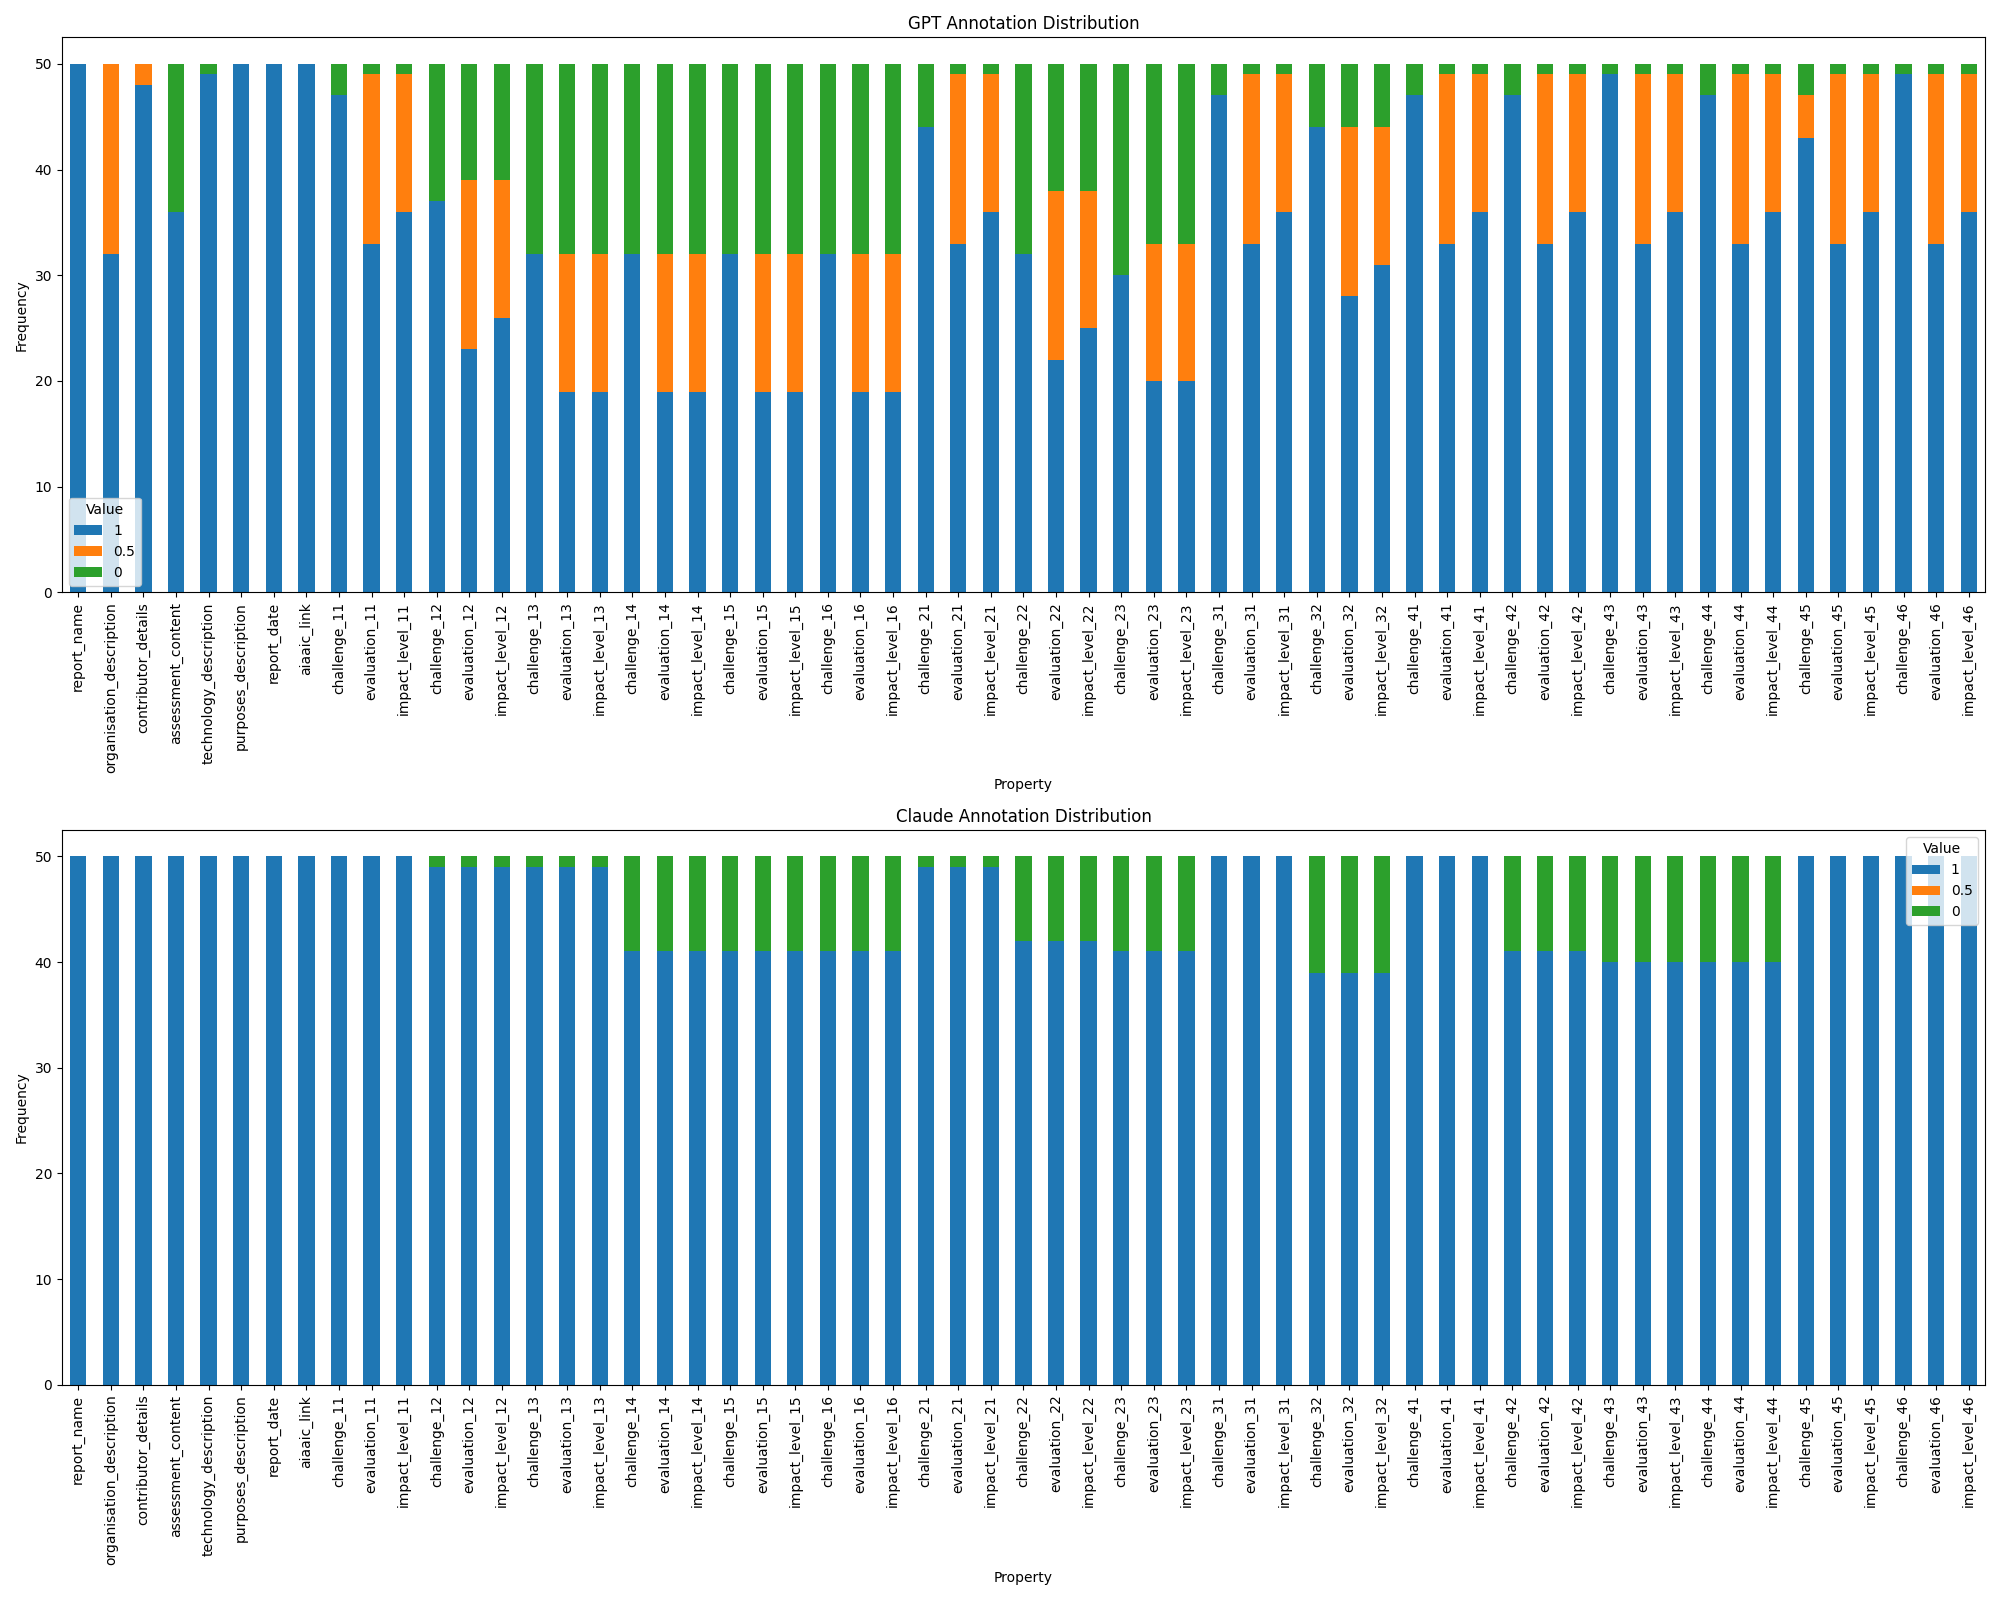 GPT Annotation Distribution
Frequency
50
40
30
20
10
0
Value
1
0.5
0
report_name
organisation_description
contributor_details
assessment_content
technology_description
purposes_description
report_date
aiaaic_link
challenge_11
evaluation_11
impact_level_11
challenge_12
evaluation_12
impact_level_12
challenge_13
evaluation_13
impact_level_13
challenge_14
evaluation_14
impact_level_14
challenge_15
evaluation_15
impact_level_15
challenge_16
evaluation_16
impact_level_16
challenge_21
evaluation_21
impact_level_21
challenge_22
evaluation_22
impact_level_22
challenge_23
evaluation_23
impact_level_23
challenge_31
evaluation_31
impact_level_31
challenge_32
evaluation_32
impact_level_32
challenge_41
evaluation_41
impact_level_41
challenge_42
evaluation_42
impact_level_42
challenge_43
evaluation_43
impact_level_43
challenge_44
evaluation_44
impact_level_44
challenge_45
evaluation_45
impact_level_45
challenge_46
evaluation_46
impact_level_46
Property
Claude Annotation Distribution
Frequency
50
40
30
20
10
0
Value
1
0.5
0
report_name
organisation_description
contributor_details
assessment_content
technology_description
purposes_description
report_date
aiaaic_link
challenge_11
evaluation_11
impact_level_11
challenge_12
evaluation_12
impact_level_12
challenge_13
evaluation_13
impact_level_13
challenge_14
evaluation_14
impact_level_14
challenge_15
evaluation_15
impact_level_15
challenge_16
evaluation_16
impact_level_16
challenge_21
evaluation_21
impact_level_21
challenge_22
evaluation_22
impact_level_22
challenge_23
evaluation_23
impact_level_23
challenge_31
evaluation_31
impact_level_31
challenge_32
evaluation_32
impact_level_32
challenge_41
evaluation_41
impact_level_41
challenge_42
evaluation_42
impact_level_42
challenge_43
evaluation_43
impact_level_43
challenge_44
evaluation_44
impact_level_44
challenge_45
evaluation_45
impact_level_45
challenge_46
evaluation_46
impact_level_46
Property